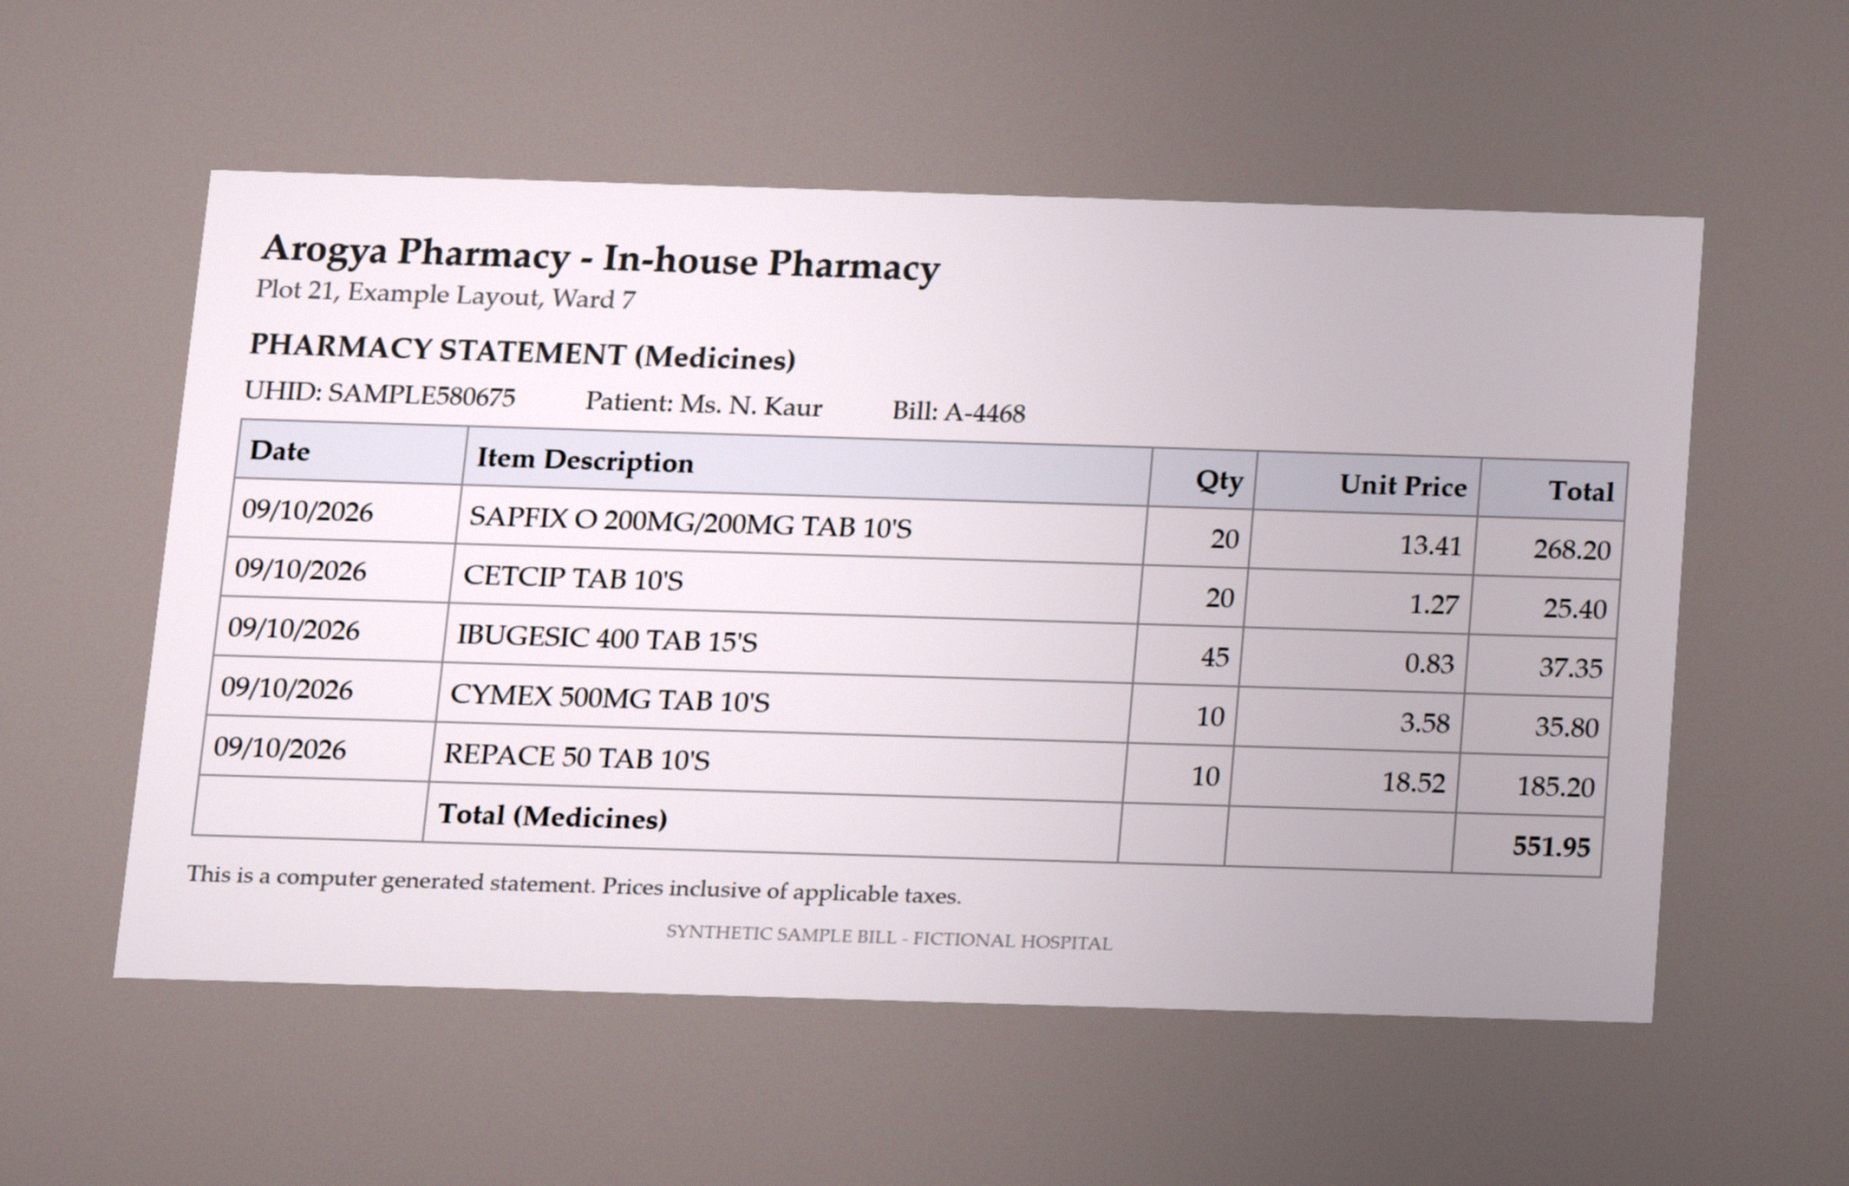 Arogya Pharmacy - In-house Pharmacy
Plot 21, Example Layout, Ward 7
PHARMACY STATEMENT (Medicines)
UHID: SAMPLE580675 Patient: Ms. N. Kaur Bill: A-4468
Date Item Description Qty Unit Price Total
09/10/2026 SAPFIX O 200MG/200MG TAB 10'S 20 13.41 268.20
09/10/2026 CETCIP TAB 10'S 20 1.27 25.40
09/10/2026 IBUGESIC 400 TAB 15'S 45 0.83 37.35
09/10/2026 CYMEX 500MG TAB 10'S 10 3.58 35.80
09/10/2026 REPACE 50 TAB 10'S 10 18.52 185.20
Total (Medicines) 551.95
This is a computer generated statement. Prices inclusive of applicable taxes.
SYNTHETIC SAMPLE BILL - FICTIONAL HOSPITAL